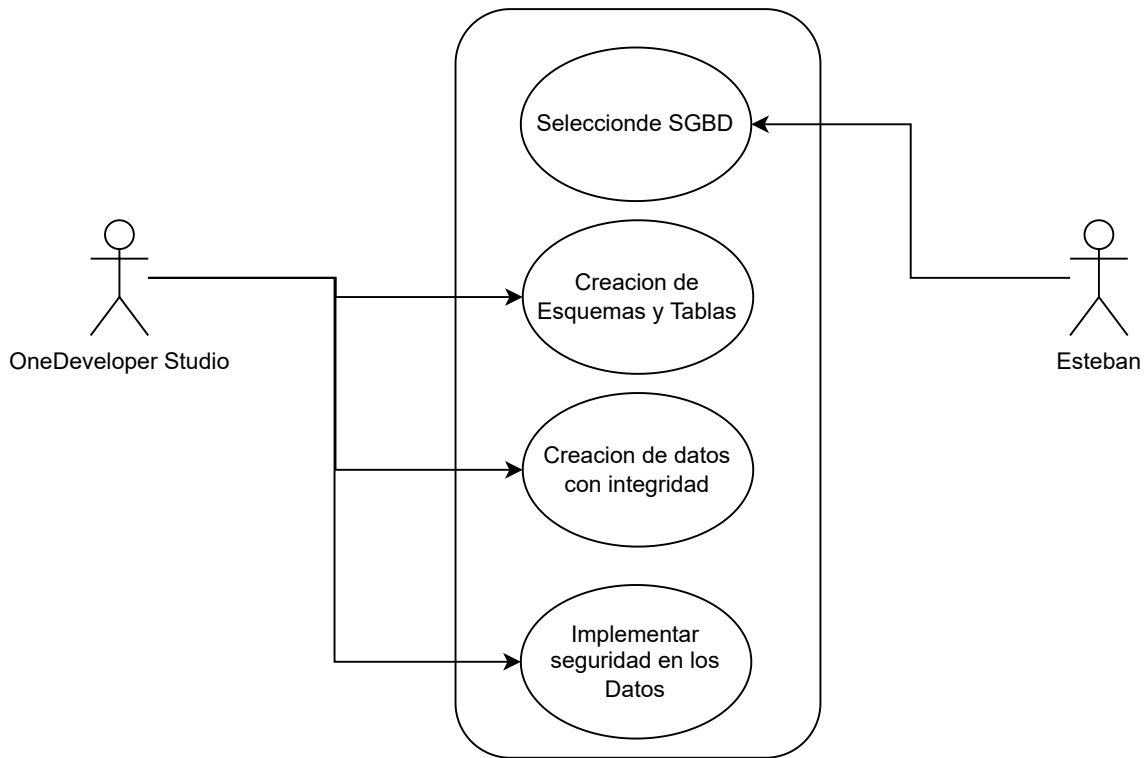 Seleccionde SGBD
Creacion de
Esquemas y Tablas
OneDeveloper Studio
Esteban
Creacion de datos
con integridad
Implementar
seguridad en los
Datos